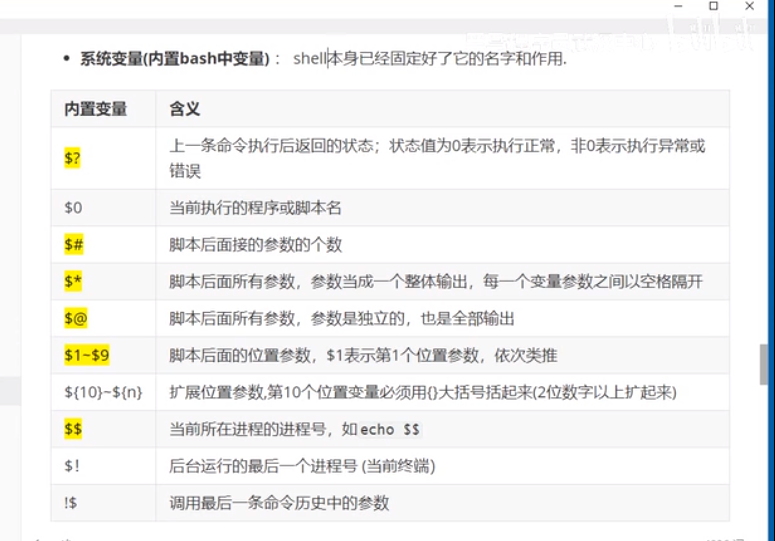 • 系统变量(内置bash中变量)： shell本身已经固定好了它的名字和作用.
内置变量 含义
$? 上一条命令执行后返回的状态；状态值为0表示执行正常，非0表示执行异常或
错误
$0 当前执行的程序或脚本名
$# 脚本后面接的参数的个数
$* 脚本后面所有参数，参数当成一个整体输出，每一个变量参数之间以空格隔开
$@ 脚本后面所有参数，参数是独立的，也是全部输出
$1~$9 脚本后面的位置参数，$1表示第1个位置参数，依次类推
${10}~${n} 扩展位置参数,第10个位置变量必须用{}大括号括起来(2位数字以上扩起来)
$$ 当前所在进程的进程号，如echo $$
$! 后台运行的最后一个进程号 (当前终端)
!$ 调用最后一条命令历史中的参数